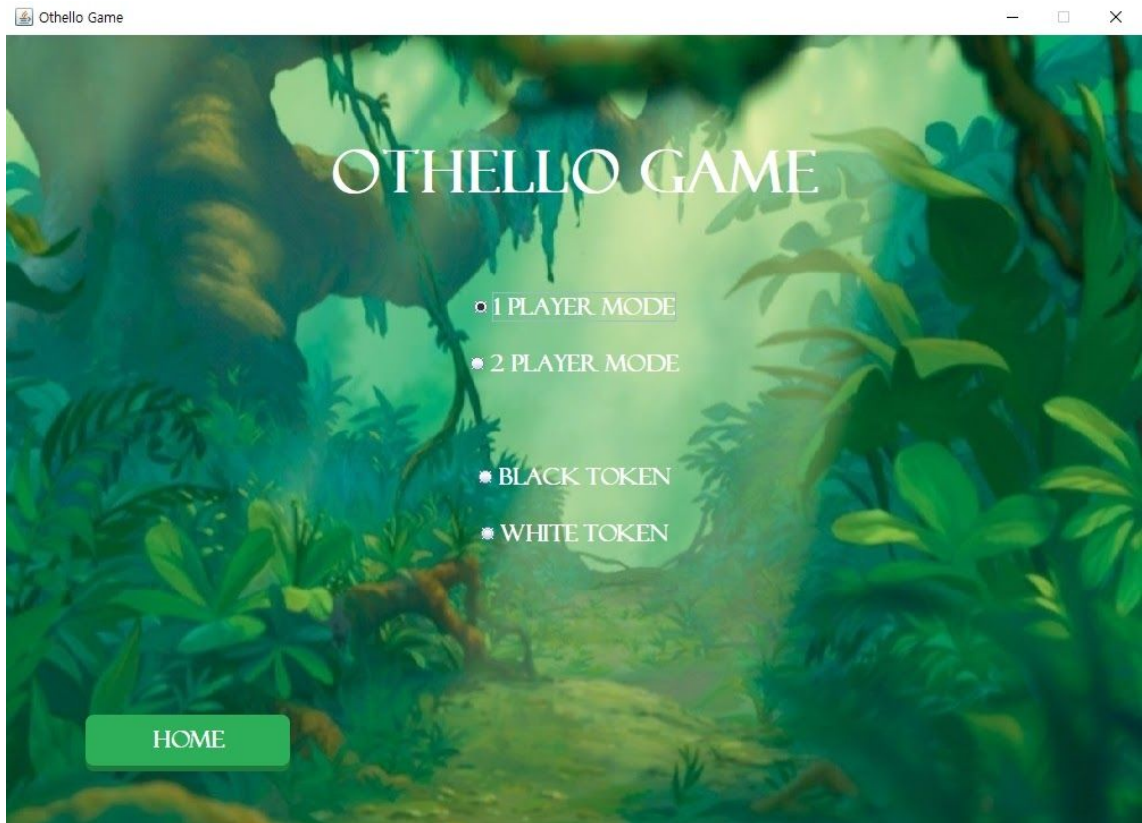 Othello Game
OTHELLO GAME
1 PLAYER MODE
2 PLAYER MODE
BLACK TOKEN
WHITE TOKEN
HOME